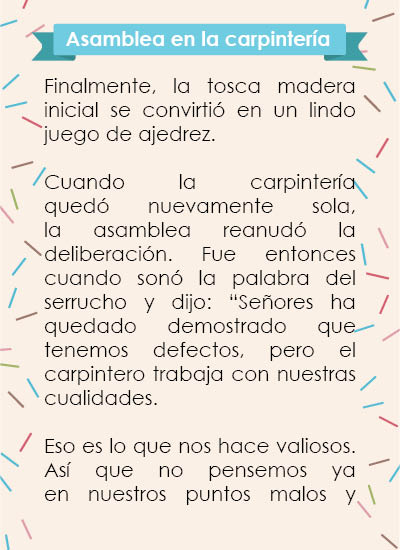 Asamblea en la carpintería
Finalmente, la tosca madera
inicial se convirtió en un lindo
juego de ajedrez.
Cuando la carpintería
quedó nuevamente sola,
la asamblea reanudó la
deliberación. Fue entonces
cuando sonó la palabra del
serrucho y dijo: “Señores ha
quedado demostrado que
tenemos defectos, pero el
carpintero trabaja con nuestras
cualidades.
Eso es lo que nos hace valiosos.
Así que no pensemos ya
en nuestros puntos malos y